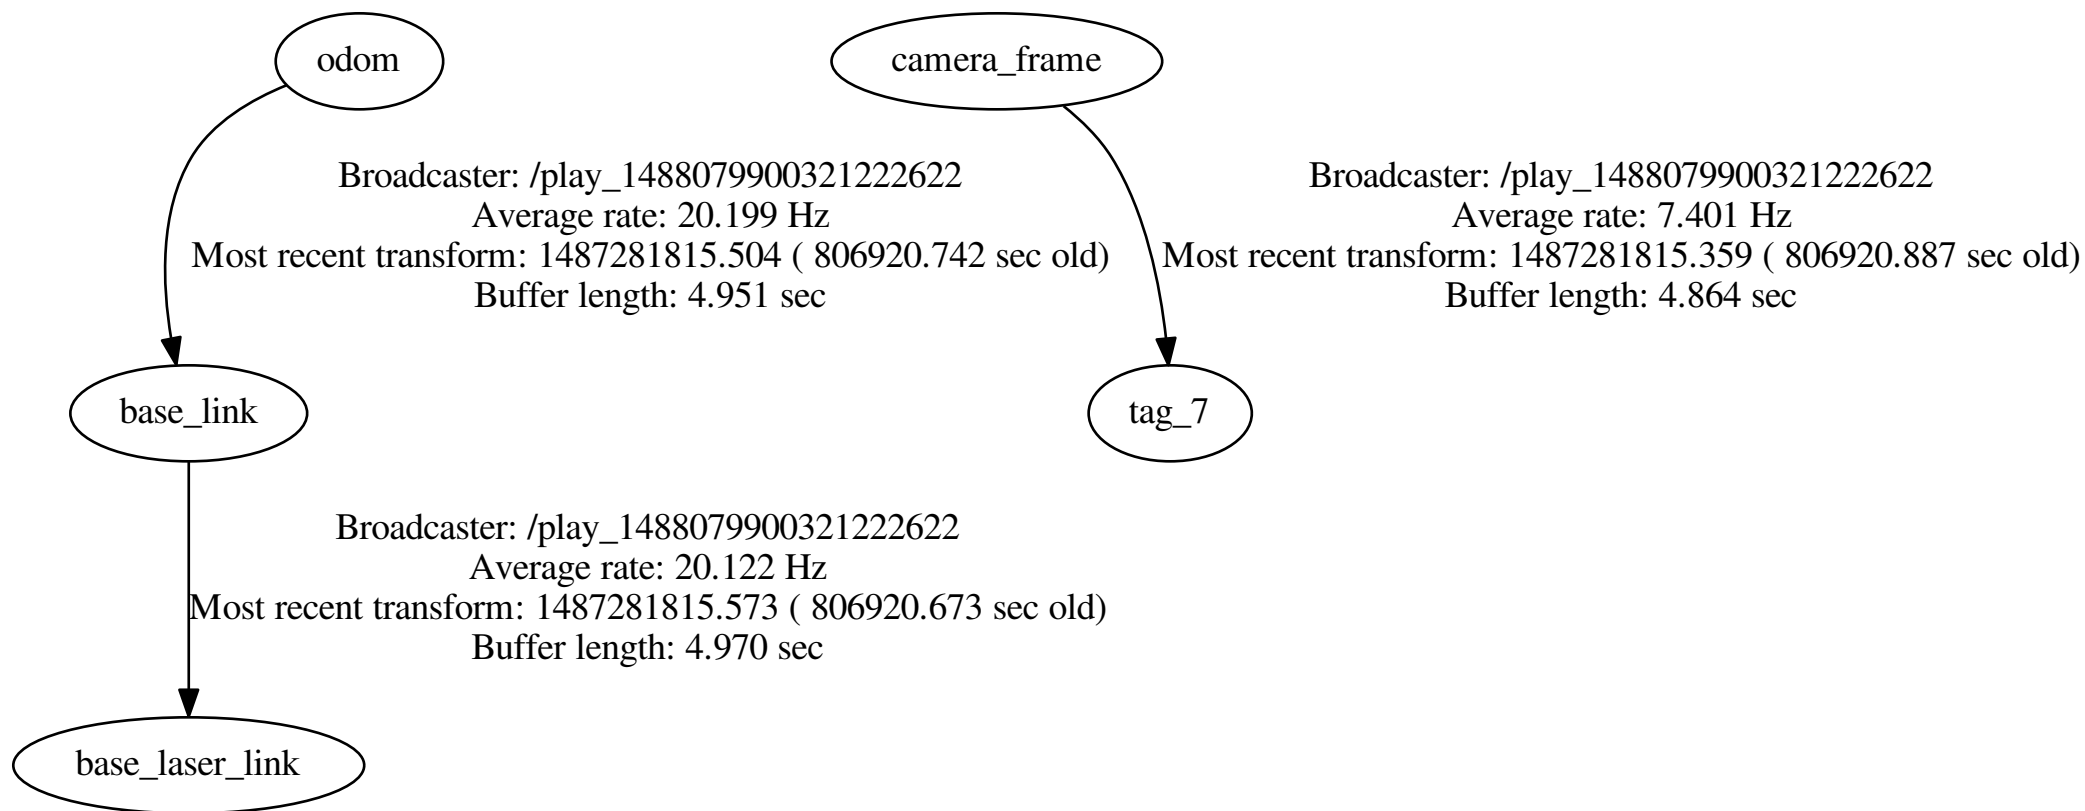 odom
camera_frame
Broadcaster: /play_1488079900321222622
Average rate: 20.199 Hz
Most recent transform: 1487281815.504 ( 806920.742 sec old)
Buffer length: 4.951 sec
Broadcaster: /play_1488079900321222622
Average rate: 7.401 Hz
Most recent transform: 1487281815.359 ( 806920.887 sec old)
Buffer length: 4.864 sec
base_link
tag_7
Broadcaster: /play_1488079900321222622
Average rate: 20.122 Hz
Most recent transform: 1487281815.573 ( 806920.673 sec old)
Buffer length: 4.970 sec
base_laser_link